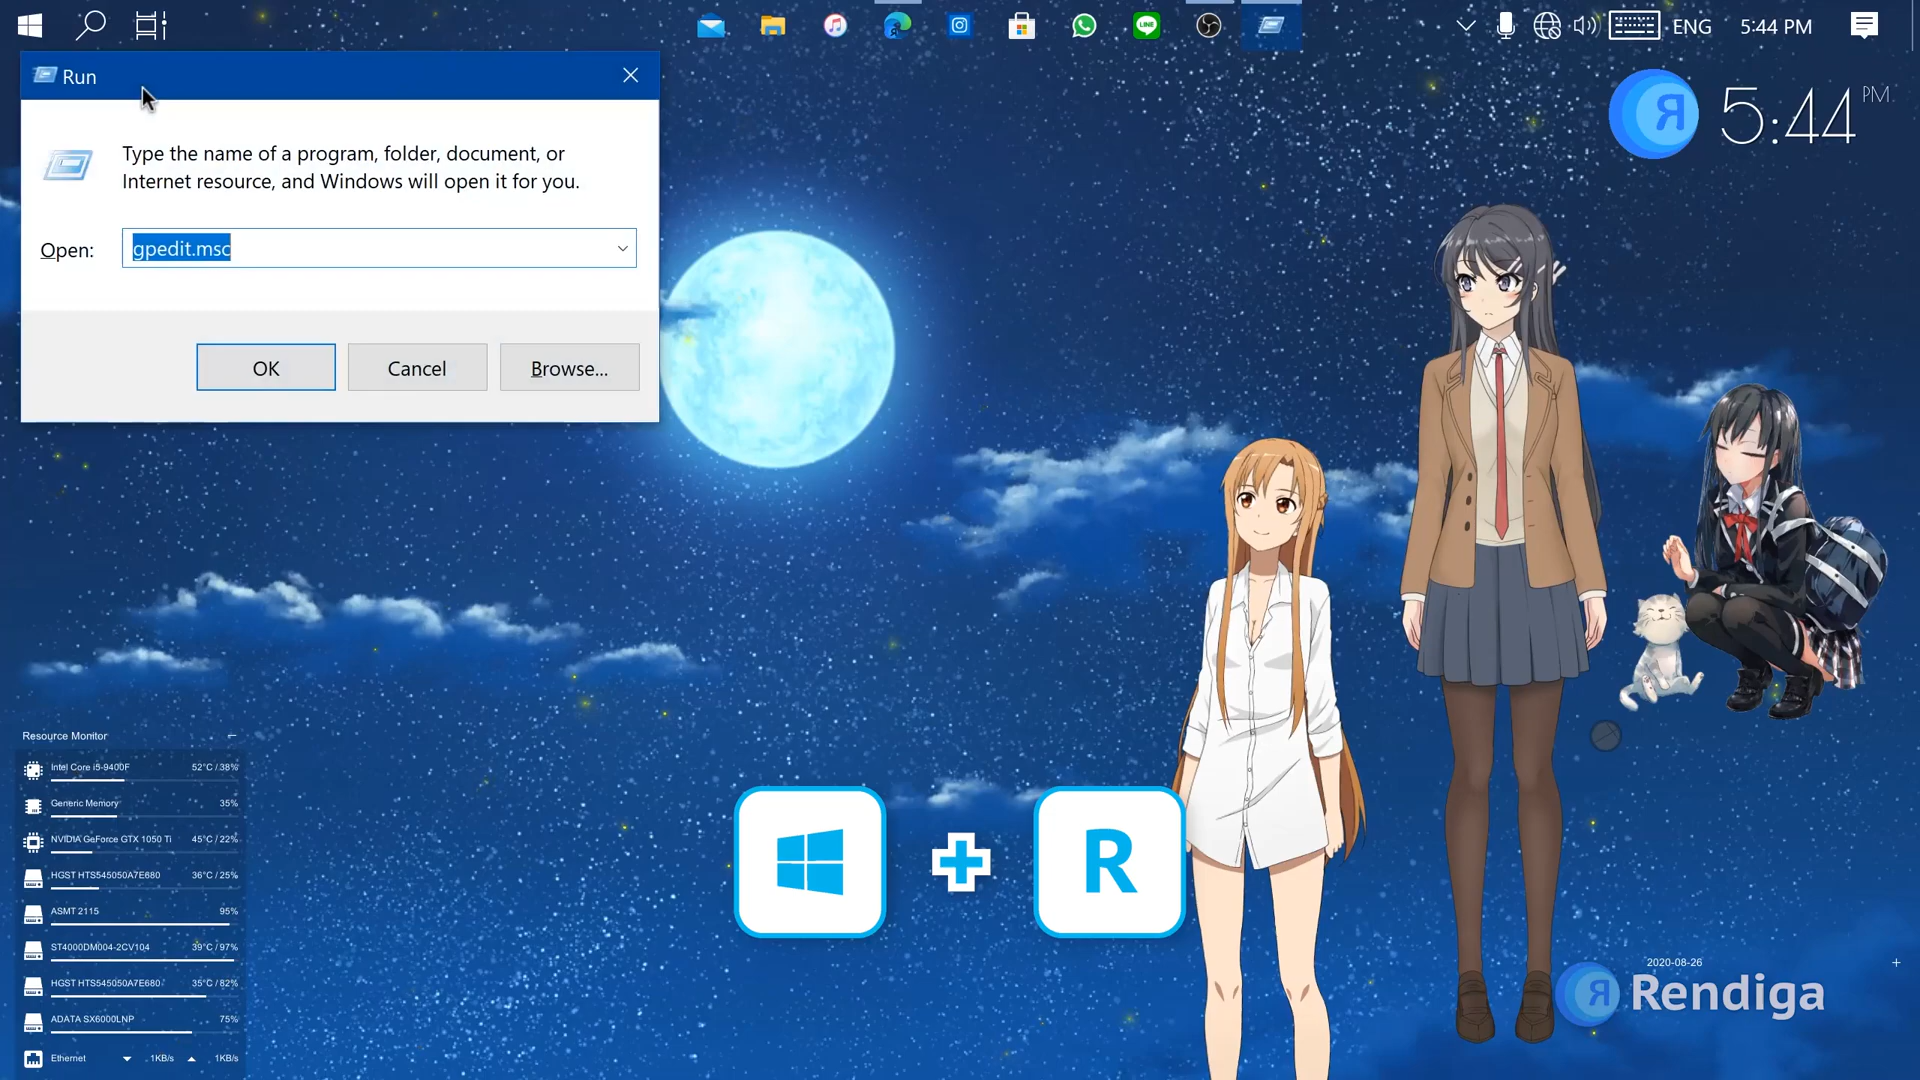 ENG
5:44 PM
Run
Type the name of a program, folder, document, or
Internet resource, and Windows will open it for you.
Open: gpedit.msc
OK Cancel Browse...
Я 5:44 PM
LINE
Resource Monitor
Intel Core i5-9400F 52°C / 38%
Generic Memory 35%
NVIDIA GeForce GTX 1050 Ti 45°C / 22%
HGST HTS545050A7E680 36°C / 25%
ASMT 2115 95%
ST4000DM004-2CV104 39°C / 97%
HGST HTS545050A7E680 35°C / 82%
ADATA SX6000LNP 75%
Ethernet 1KB/s 1KB/s
R
2020-08-26
Я Rendiga